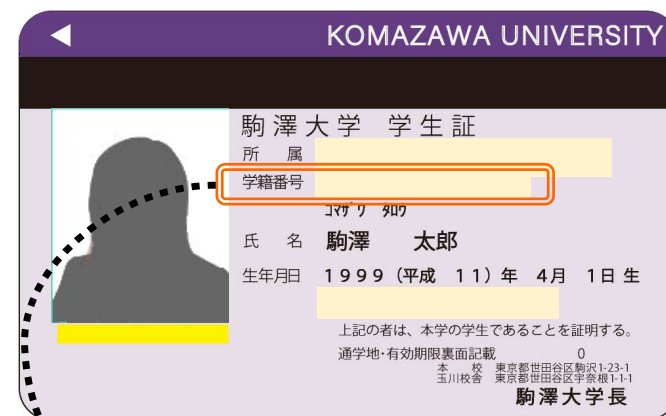 KOMAZAWA UNIVERSITY
駒澤大学 学生証
所 属
学籍番号
コマザワ タロウ
氏 名 駒澤 太郎
生年月日 1999(平成 11)年 4月 1日 生
上記の者は、本学の学生であることを証明する。
通学地・有効期限裏面記載 0
本 校 東京都世田谷区駒沢1-23-1
玉川校舎 東京都世田谷区宇奈根1-1-1
駒澤大学長